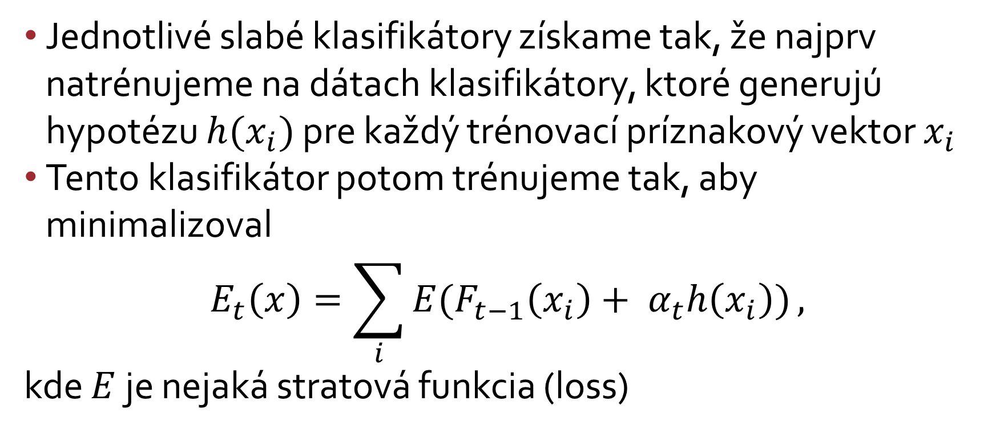 • Jednotlivé slabé klasifikátory získame tak, že najprv
natrénujeme na dátach klasifikátory, ktoré generujú
hypotézu h(x_i) pre každý trénovací príznakový vektor x_i
• Tento klasifikátor potom trénujeme tak, aby
minimalizoval
E_t(x) = ∑_i E(F_{t−1}(x_i) + α_t h(x_i)),
kde E je nejaká stratová funkcia (loss)